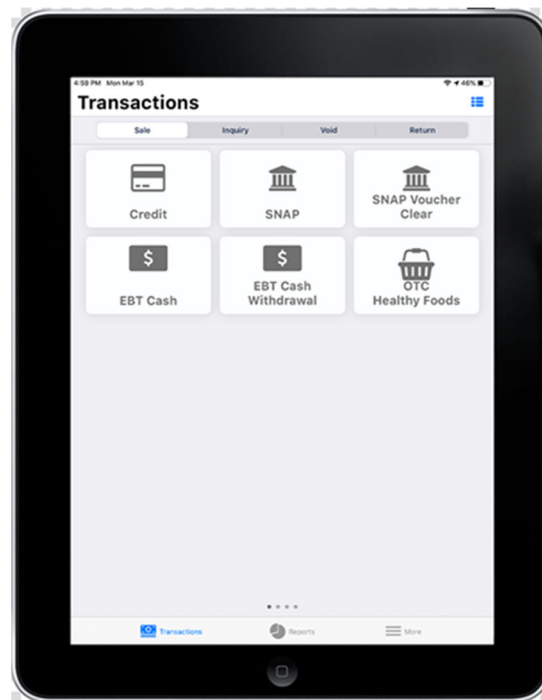 4:59 PM Mon Mar 15
46%
Transactions
Sale Inquiry Void Return
Credit
SNAP
SNAP Voucher
Clear
EBT Cash
EBT Cash
Withdrawal
OTC
Healthy Foods
Transactions Reports More